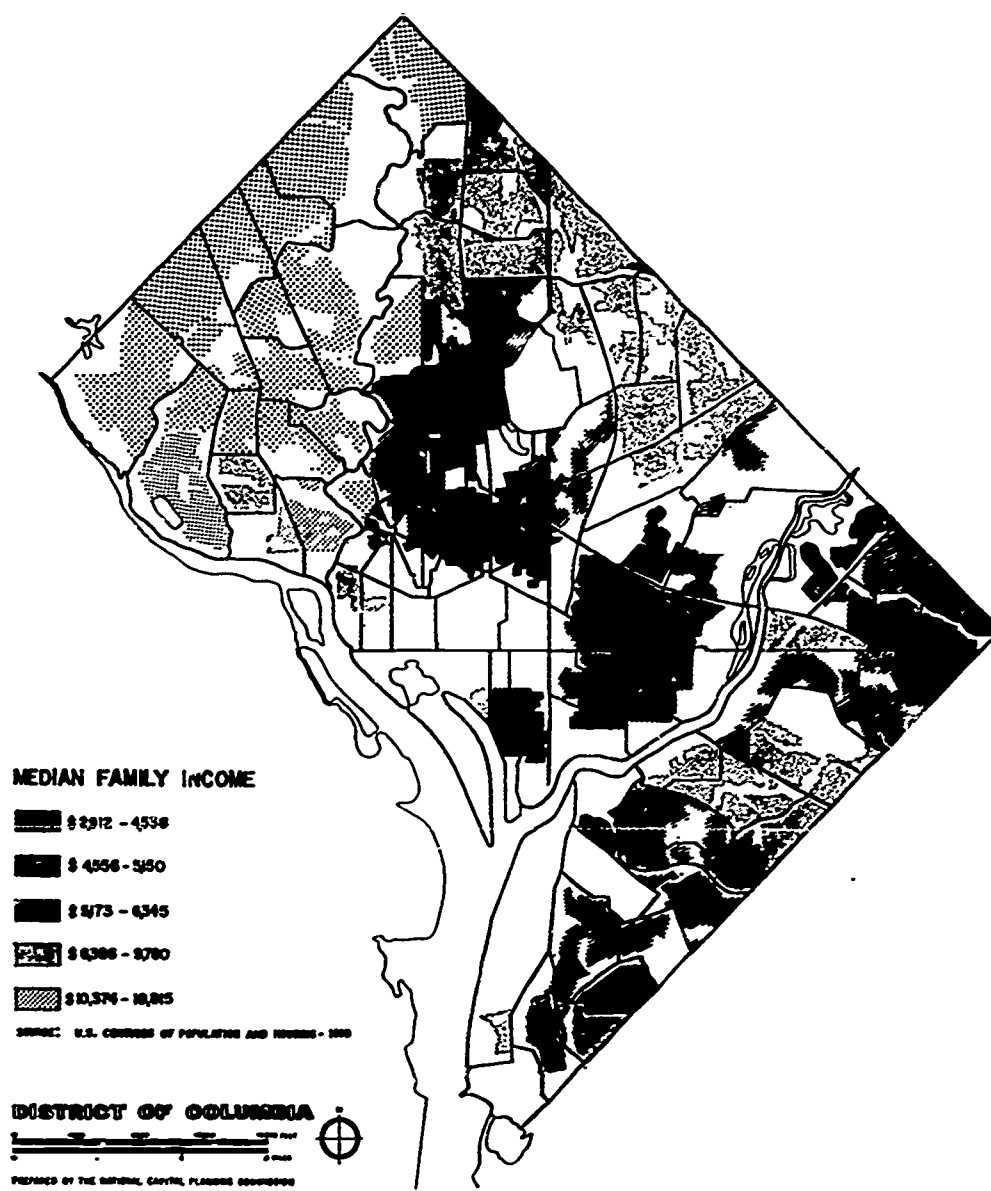 MEDIAN FAMILY INCOME
$ 2,912 - 4,538
$ 4,556 - 5,150
$ 5,173 - 6,345
$ 6,386 - 9,780
$ 10,374 - 18,815
SOURCE: U.S. CENSUSES OF POPULATION AND HOUSING -
DISTRICT OF COLUMBIA
PREPARED BY THE NATIONAL CAPITAL PLANNING COMMISSION